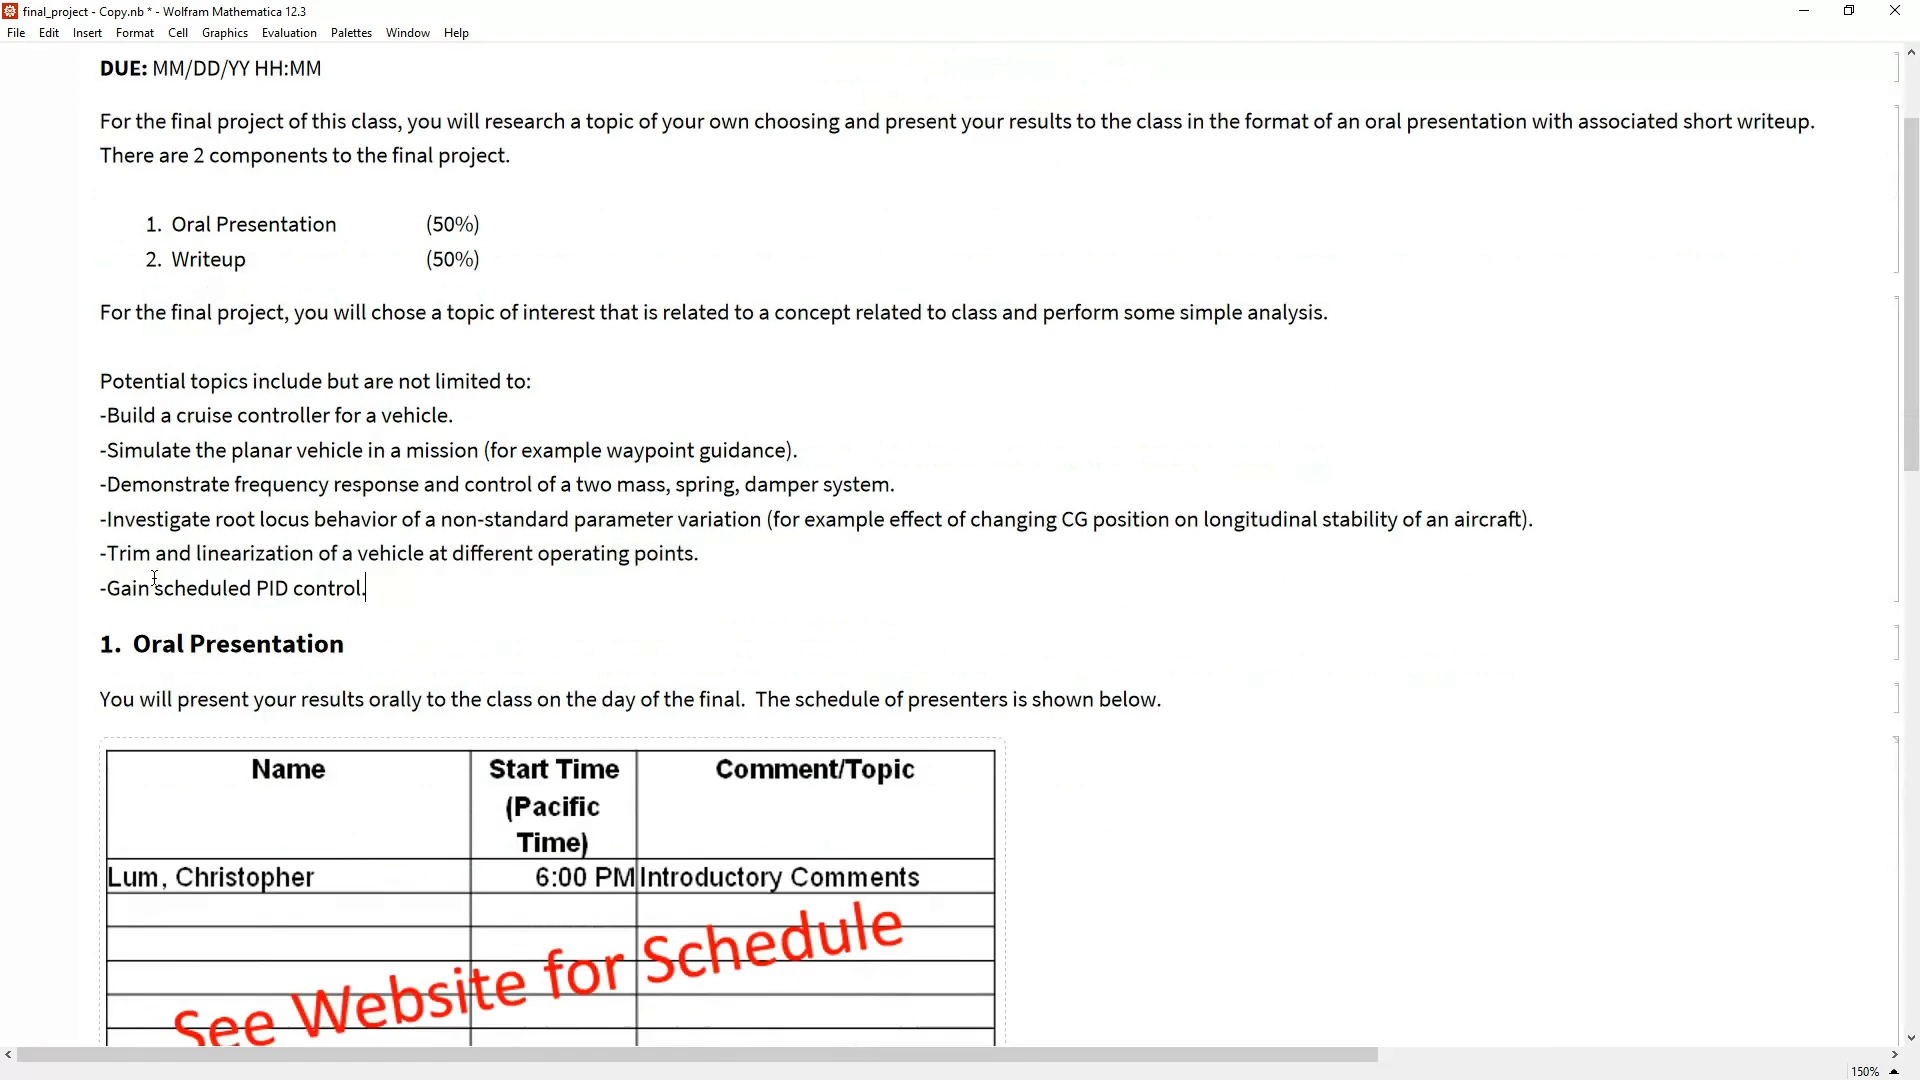 final_project - Copy.nb * - Wolfram Mathematica 12.3
File Edit Insert Format Cell Graphics Evaluation Palettes Window Help
DUE: MM/DD/YY HH:MM
For the final project of this class, you will research a topic of your own choosing and present your results to the class in the format of an oral presentation with associated short writeup.
There are 2 components to the final project.
1. Oral Presentation (50%)
2. Writeup (50%)
For the final project, you will chose a topic of interest that is related to a concept related to class and perform some simple analysis.
Potential topics include but are not limited to:
-Build a cruise controller for a vehicle.
-Simulate the planar vehicle in a mission (for example waypoint guidance).
-Demonstrate frequency response and control of a two mass, spring, damper system.
-Investigate root locus behavior of a non-standard parameter variation (for example effect of changing CG position on longitudinal stability of an aircraft).
-Trim and linearization of a vehicle at different operating points.
-Gain scheduled PID control.
1. Oral Presentation
You will present your results orally to the class on the day of the final. The schedule of presenters is shown below.
Name Start Time Comment/Topic
(Pacific
Time)
Lum, Christopher 6:00 PM Introductory Comments
See Website for Schedule
150%